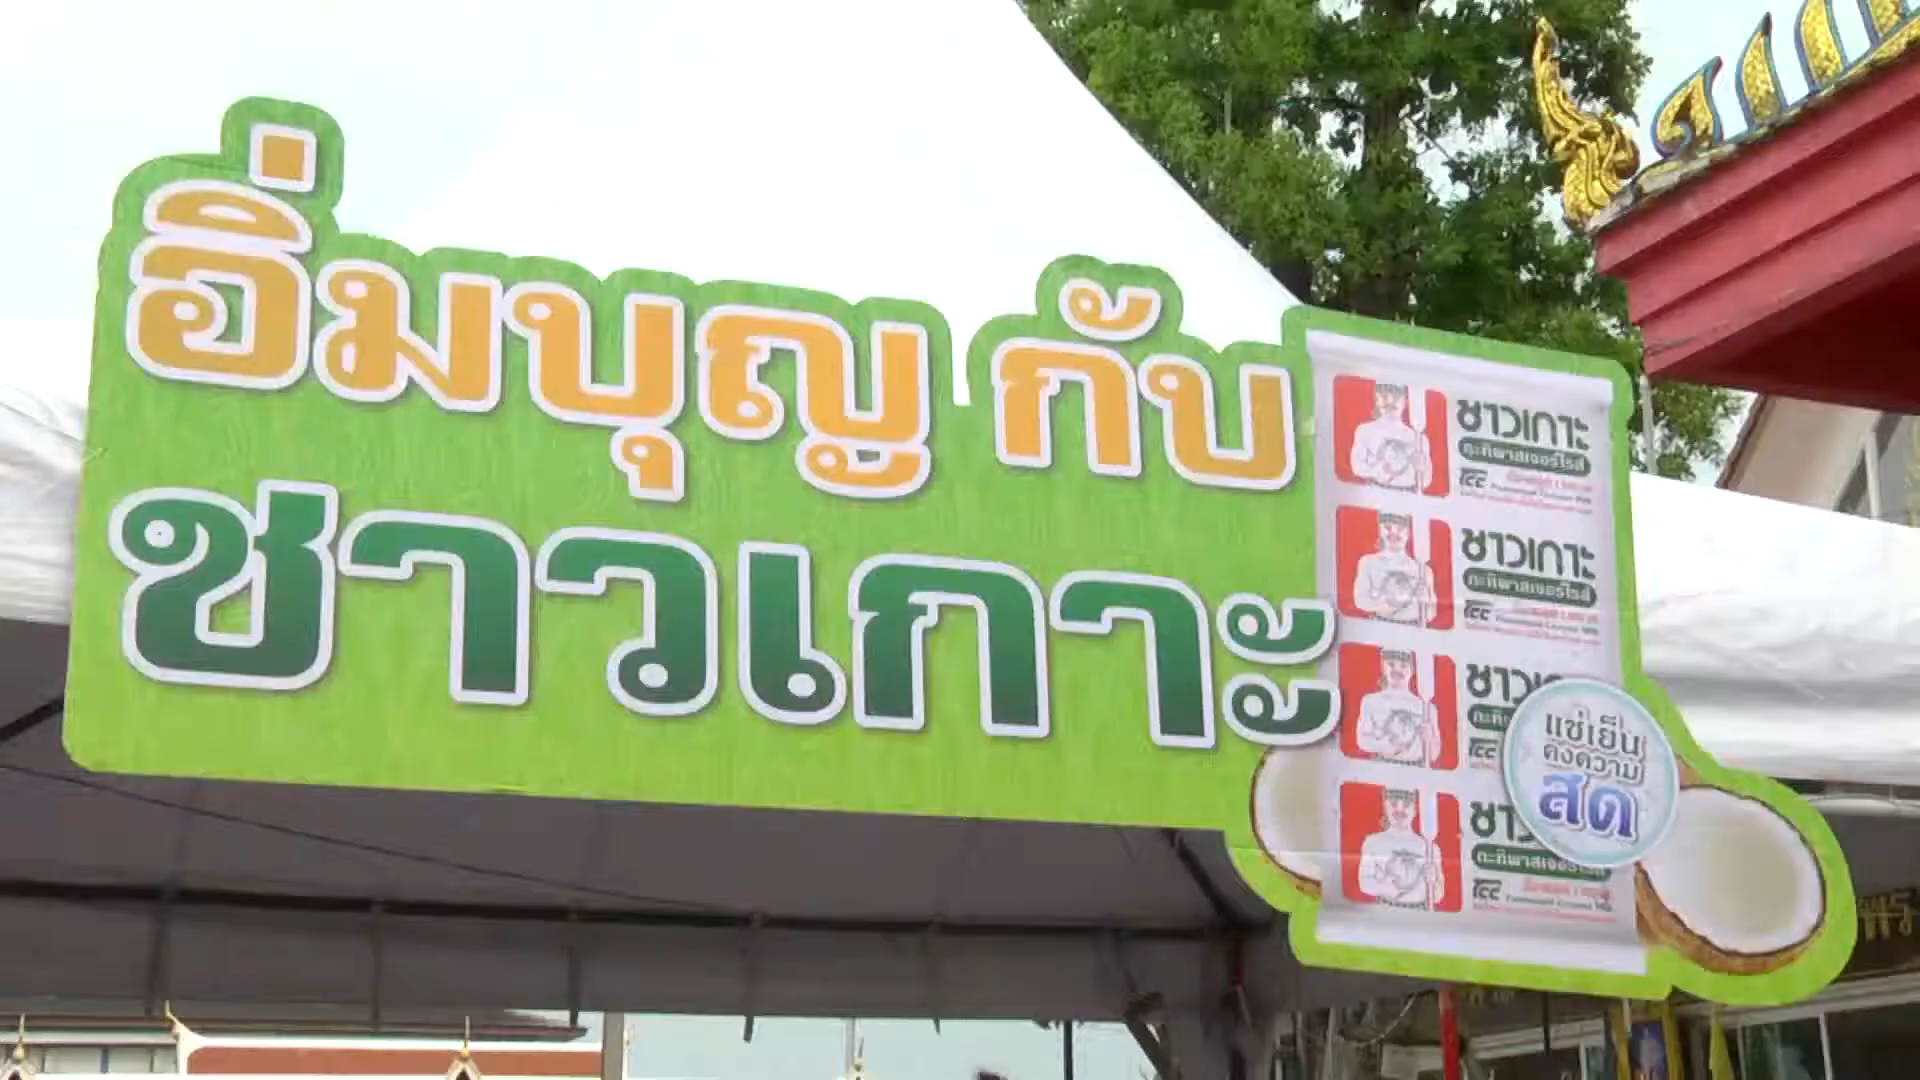 อิ่มบุญ กับ
ชาวเกาะ
ชาวเกาะ
กะทิพาสเจอร์ไรส์
ชาวเกาะ
กะทิพาสเจอร์ไรส์
แช่เย็น
คงความ
สด